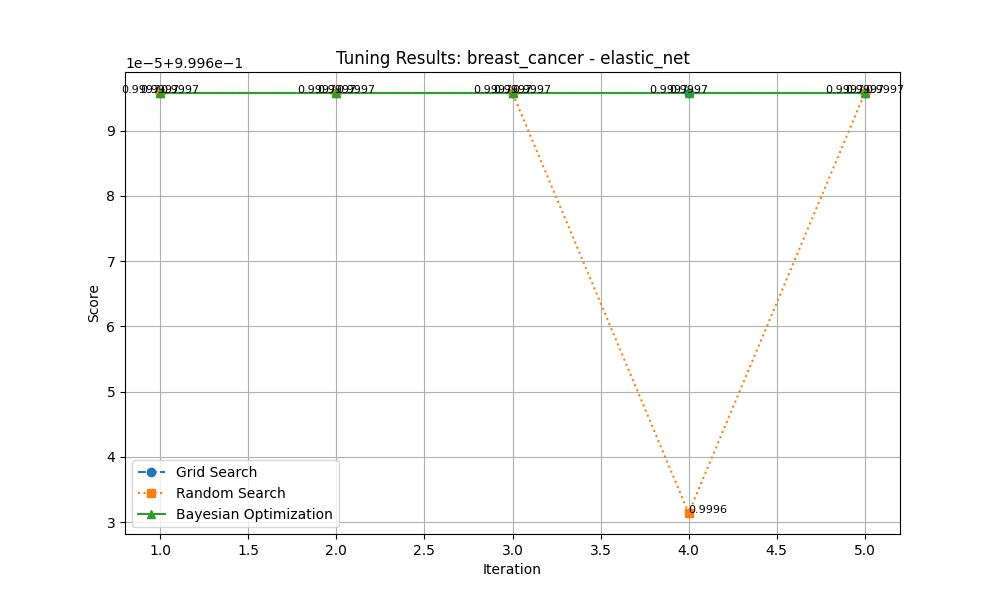 Tuning Results: breast_cancer - elastic_net
1e−5+9.996e−1
9
8
7
6
5
4
3
Score
0.9996
Grid Search
Random Search
Bayesian Optimization
1.0 1.5 2.0 2.5 3.0 3.5 4.0 4.5 5.0
Iteration